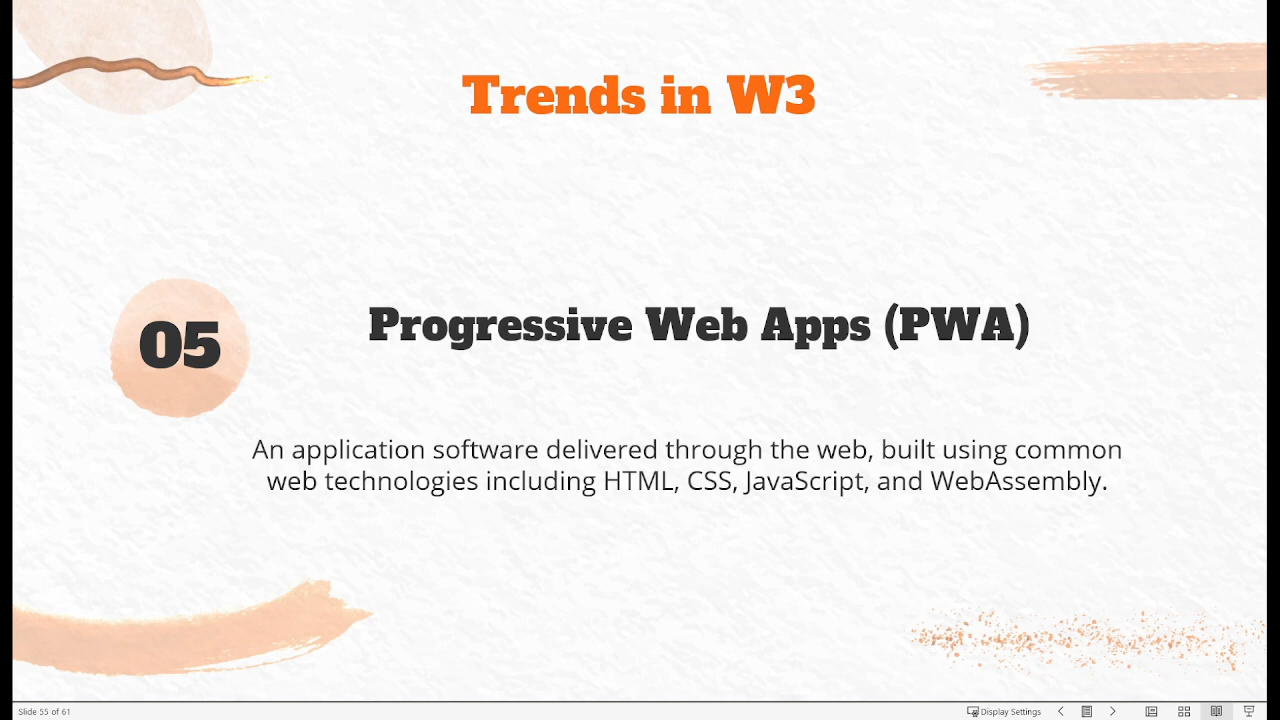 Trends in W3
05
Progressive Web Apps (PWA)
An application software delivered through the web, built using common
web technologies including HTML, CSS, JavaScript, and WebAssembly.
Slide 55 of 61
Display Settings